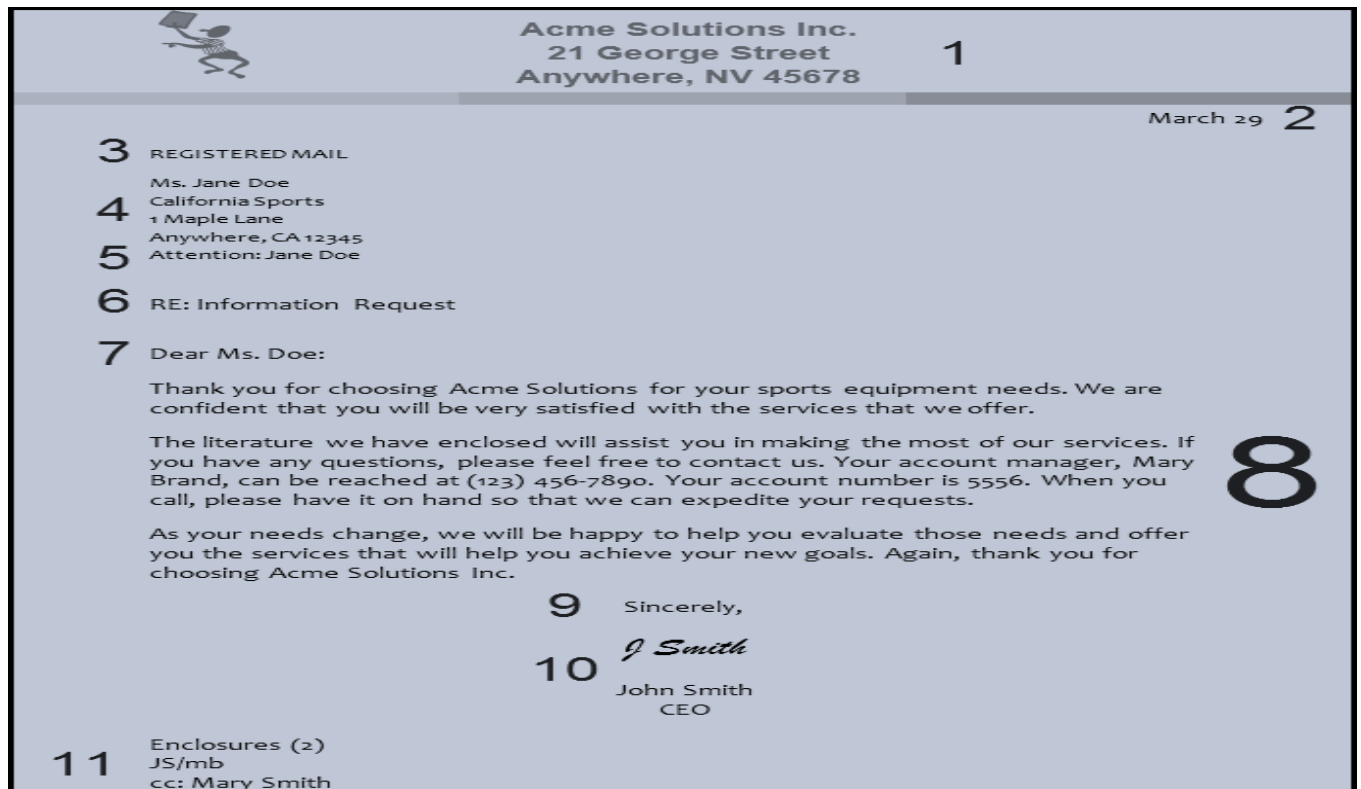 Acme Solutions Inc.
21 George Street
Anywhere, NV 45678
1
March 29 2
3 REGISTERED MAIL
Ms. Jane Doe
4 California Sports
1 Maple Lane
Anywhere, CA 12345
5 Attention: Jane Doe
6 RE: Information Request
7 Dear Ms. Doe:
Thank you for choosing Acme Solutions for your sports equipment needs. We are
confident that you will be very satisfied with the services that we offer.
The literature we have enclosed will assist you in making the most of our services. If
you have any questions, please feel free to contact us. Your account manager, Mary
Brand, can be reached at (123) 456-7890. Your account number is 5556. When you
call, please have it on hand so that we can expedite your requests.
8
As your needs change, we will be happy to help you evaluate those needs and offer
you the services that will help you achieve your new goals. Again, thank you for
choosing Acme Solutions Inc.
9 Sincerely,
J Smith
10
John Smith
CEO
Enclosures (2)
11 JS/mb
cc: Mary Smith